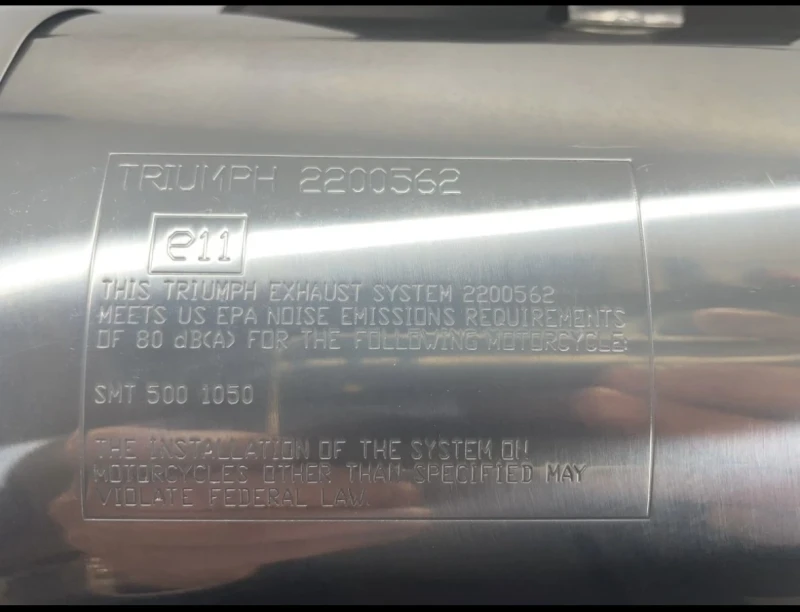 TRIUMPH 2200562
e11
THIS TRIUMPH EXHAUST SYSTEM 2200562
MEETS US EPA NOISE EMISSIONS REQUIREMENTS
OF 80 dB(A) FOR THE FOLLOWING MOTORCYCLE:
SMT 500 1050
THE INSTALLATION OF THE SYSTEM ON
MOTORCYCLES OTHER THAN SPECIFIED MAY
VIOLATE FEDERAL LAW.